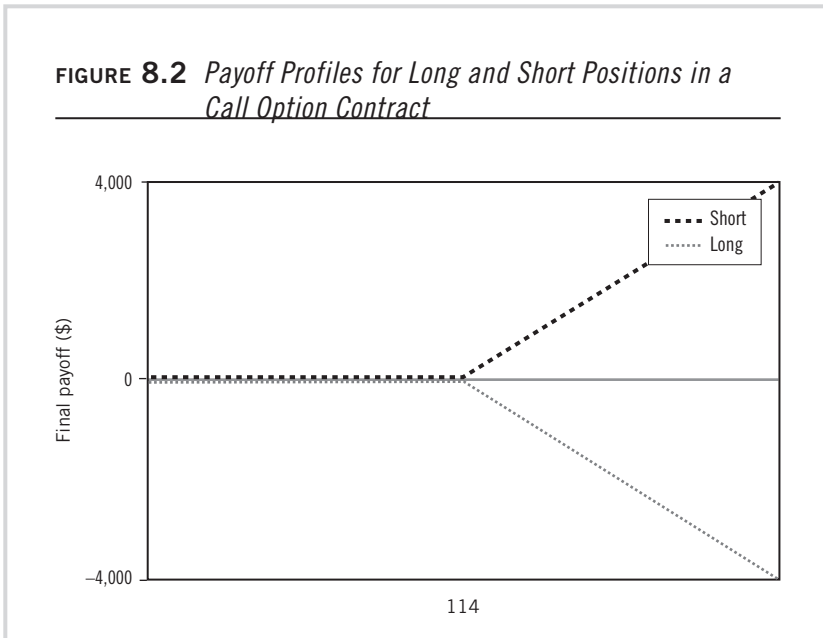 FIGURE 8.2 Payoff Profiles for Long and Short Positions in a
Call Option Contract
4,000
Short
Long
Final payoff ($)
0
–4,000
114